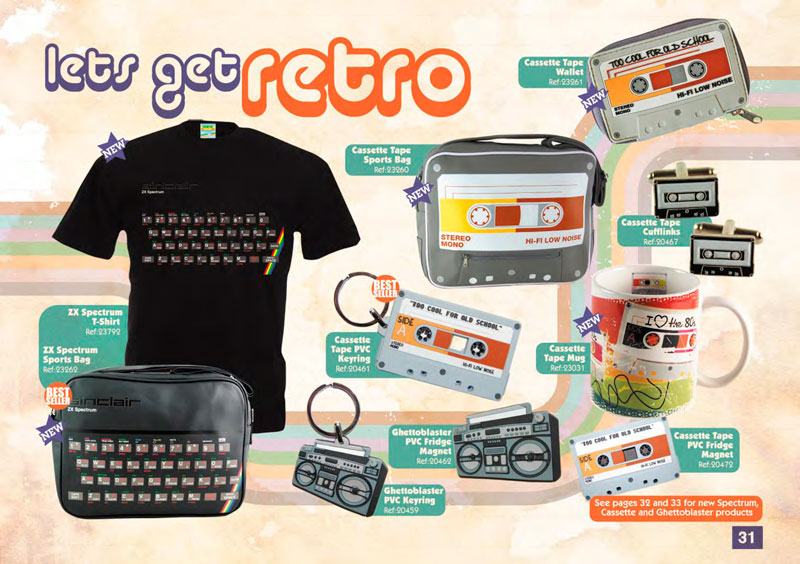 lets get retro
Cassette Tape
Wallet
Ref:23261
NEW
TOO COOL FOR OLD SCHOOL
STEREO
MONO
HI-FI LOW NOISE
NEW
sinclair
ZX Spectrum
Cassette Tape
Sports Bag
Ref:23260
NEW
STEREO
MONO
HI-FI LOW NOISE
Cassette Tape
Cufflinks
Ref:20467
ZX Spectrum
T-Shirt
Ref:23792
ZX Spectrum
Sports Bag
Ref:23262
BEST
SELLER
NEW
sinclair
ZX Spectrum
BEST
SELLER
Cassette
Tape PVC
Keyring
Ref:20461
"TOO COOL FOR OLD SCHOOL"
SIDE
A
STEREO
MONO
HI-FI LOW NOISE
NEW
Cassette
Tape Mug
Ref:23031
I ♥ the 80s
A
Ghettoblaster
PVC Fridge
Magnet
Ref:20462
Ghettoblaster
PVC Keyring
Ref:20459
"TOO COOL FOR OLD SCHOOL"
SIDE
A
HI-FI LOW NOISE
Cassette Tape
PVC Fridge
Magnet
Ref:20472
See pages 32 and 33 for new Spectrum,
Cassette and Ghettoblaster products
31